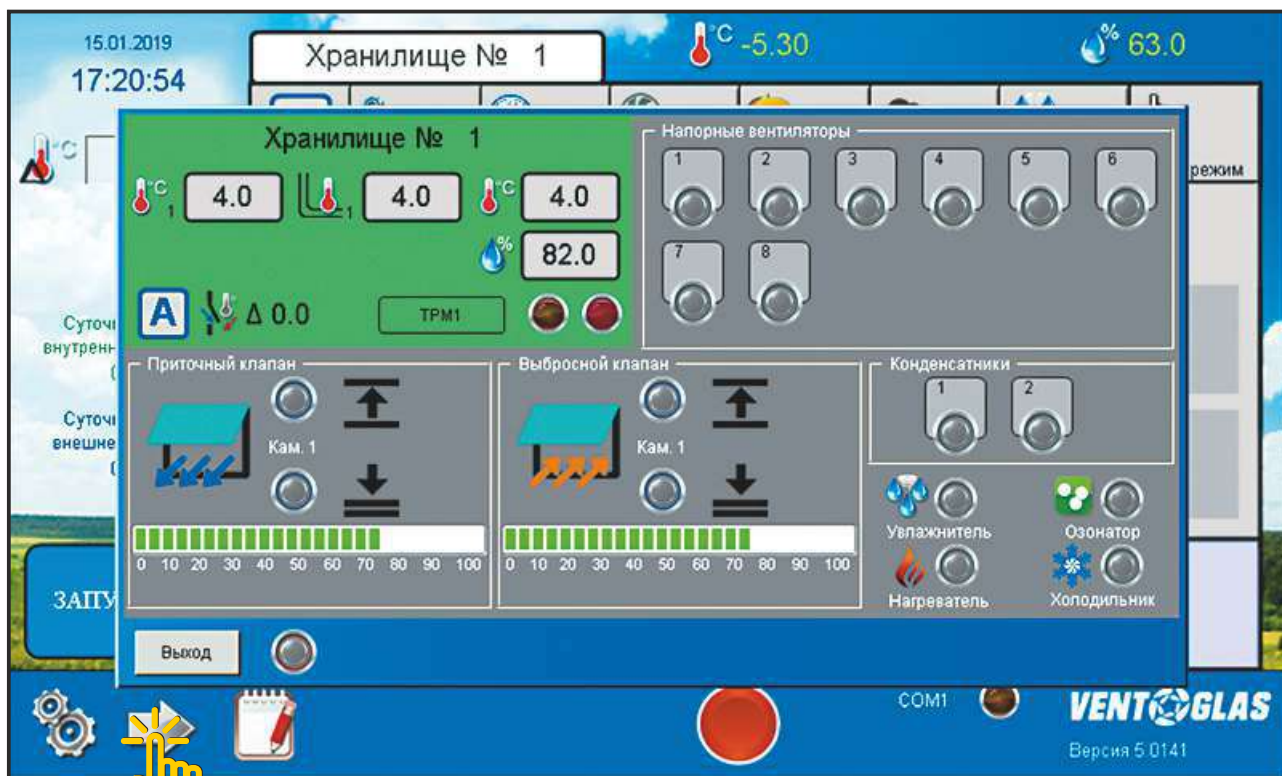 15.01.2019
17:20:54
Хранилище № 1
°C -5.30
% 63.0
°C
режим
Хранилище № 1
°C 1 4.0
1 4.0
°C 4.0
% 82.0
A Δ 0.0
ТРМ1
Напорные вентиляторы
1 2 3 4 5 6
7 8
Приточный клапан
Кам. 1
0 10 20 30 40 50 60 70 80 90 100
Выбросной клапан
Кам. 1
0 10 20 30 40 50 60 70 80 90 100
Конденсатники
1 2
Увлажнитель
Озонатор
Нагреватель
Холодильник
Выход
COM1
VENTOGLAS
Версия 5.0141